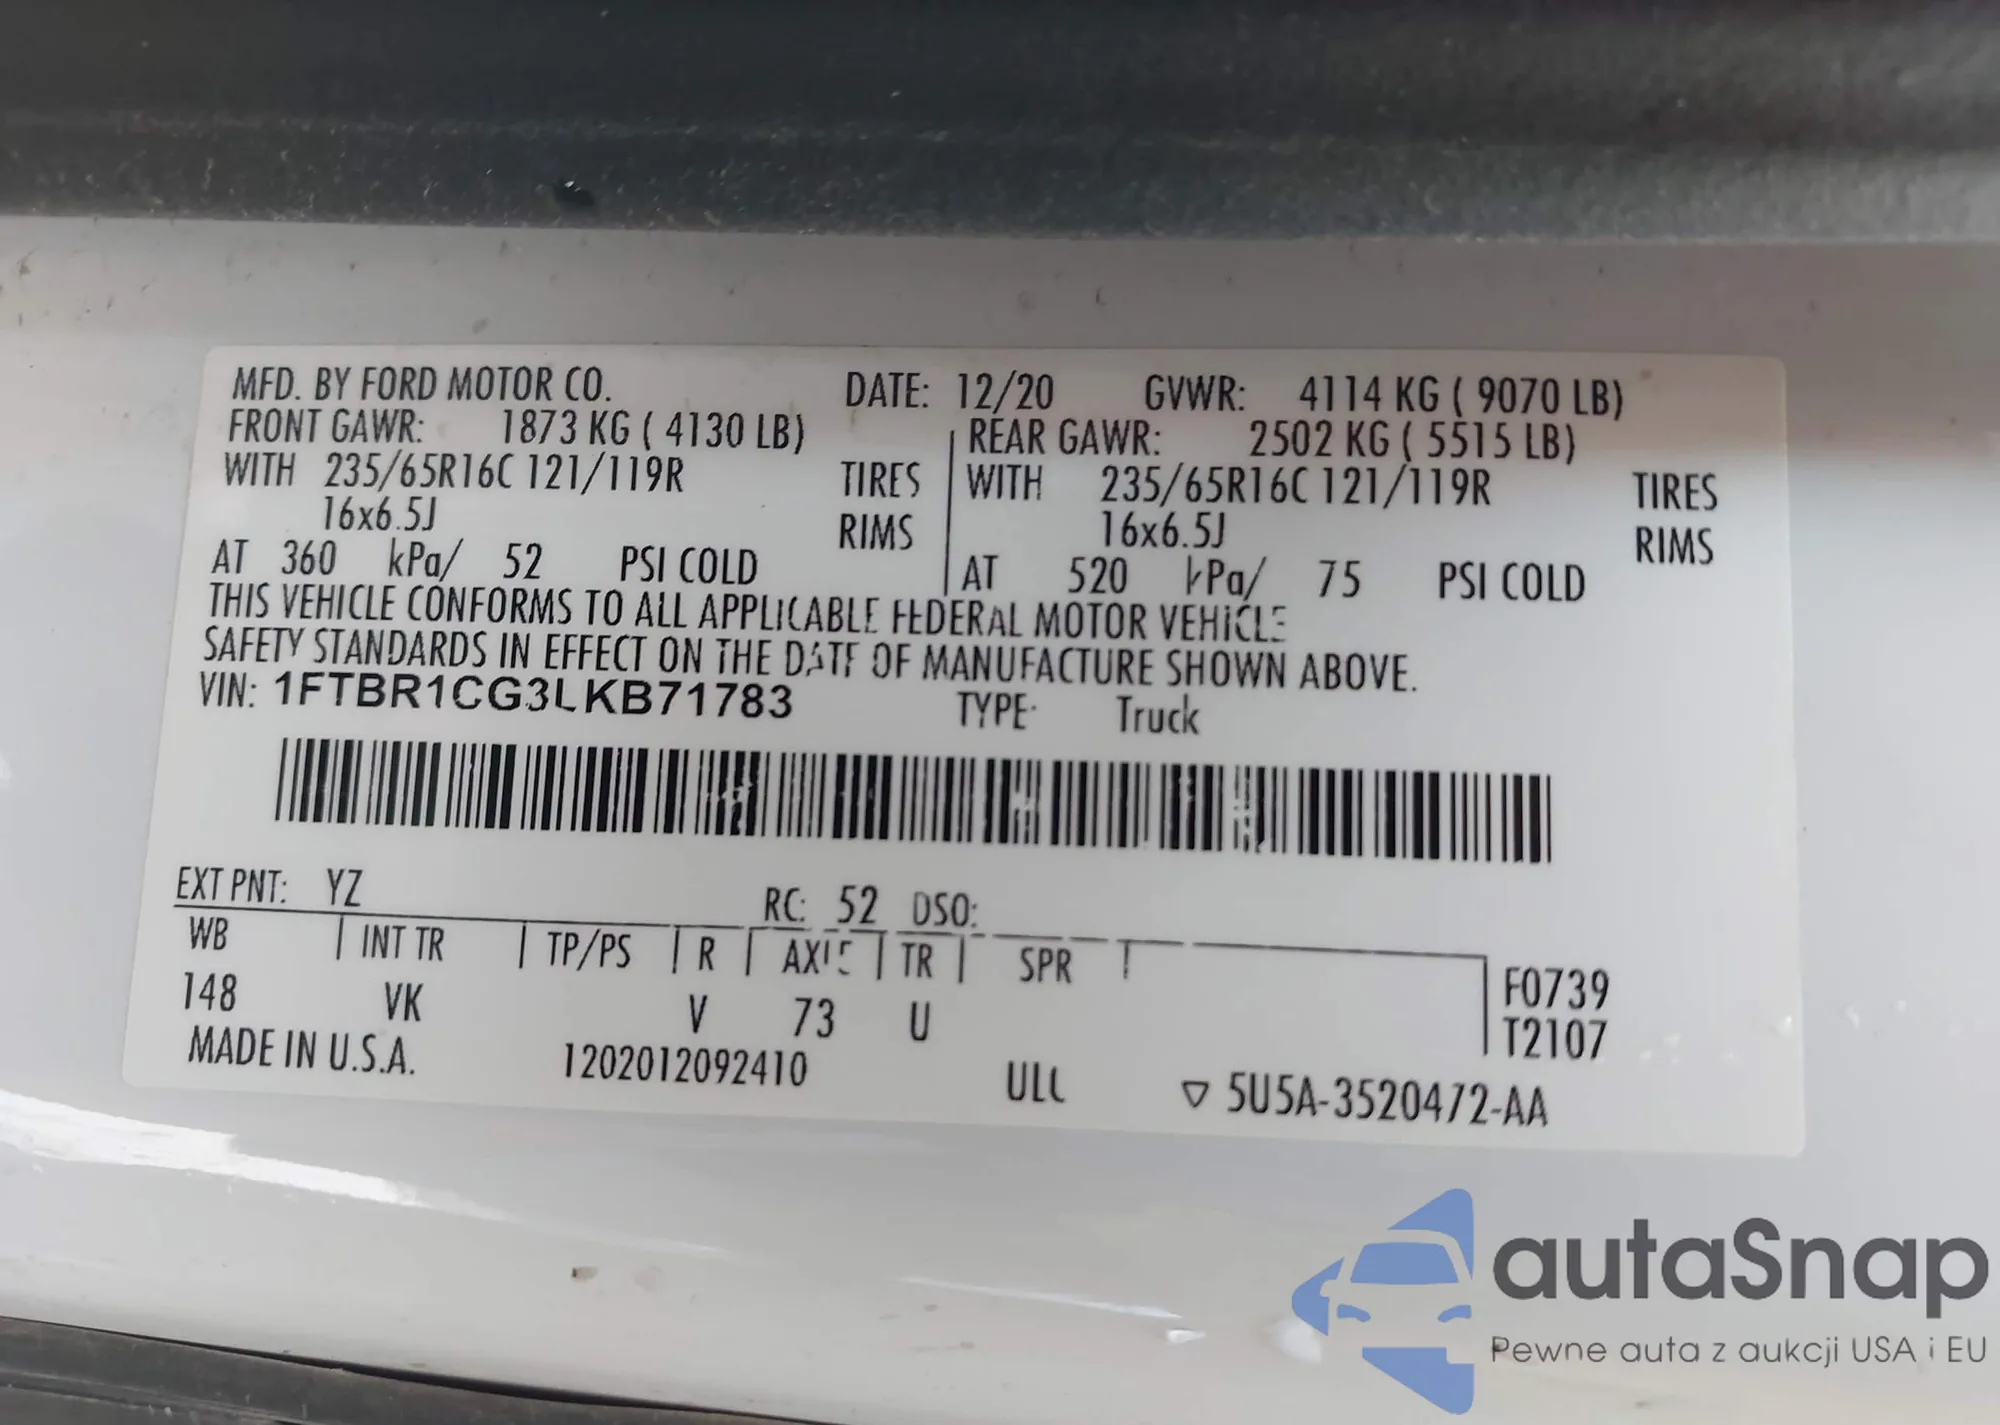 MFD. BY FORD MOTOR CO. DATE: 12/20 GVWR: 4114 KG ( 9070 LB)
FRONT GAWR: 1873 KG ( 4130 LB) REAR GAWR: 2502 KG ( 5515 LB)
WITH 235/65R16C 121/119R TIRES WITH 235/65R16C 121/119R TIRES
16x6.5J RIMS 16x6.5J RIMS
AT 360 kPa/ 52 PSI COLD AT 520 kPa/ 75 PSI COLD
THIS VEHICLE CONFORMS TO ALL APPLICABLE FEDERAL MOTOR VEHICLE
SAFETY STANDARDS IN EFFECT ON THE DATE OF MANUFACTURE SHOWN ABOVE.
VIN: 1FTBR1CG3LKB71783 TYPE: Truck
EXT PNT: YZ RC: 52 DSO:
WB INT TR TP/PS R AXLE TR SPR F0739
148 VK V 73 U T2107
MADE IN U.S.A. 1202012092410 ULC ▽ 5U5A-3520472-AA
autaSnap
Pewne auta z aukcji USA i EU